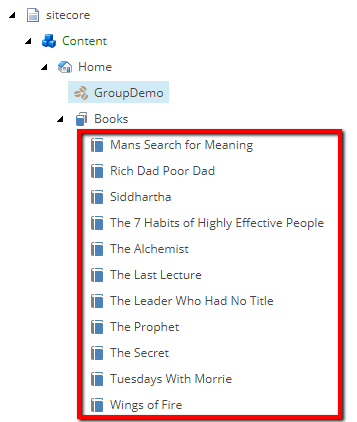 sitecore
Content
Home
GroupDemo
Books
Mans Search for Meaning
Rich Dad Poor Dad
Siddhartha
The 7 Habits of Highly Effective People
The Alchemist
The Last Lecture
The Leader Who Had No Title
The Prophet
The Secret
Tuesdays With Morrie
Wings of Fire